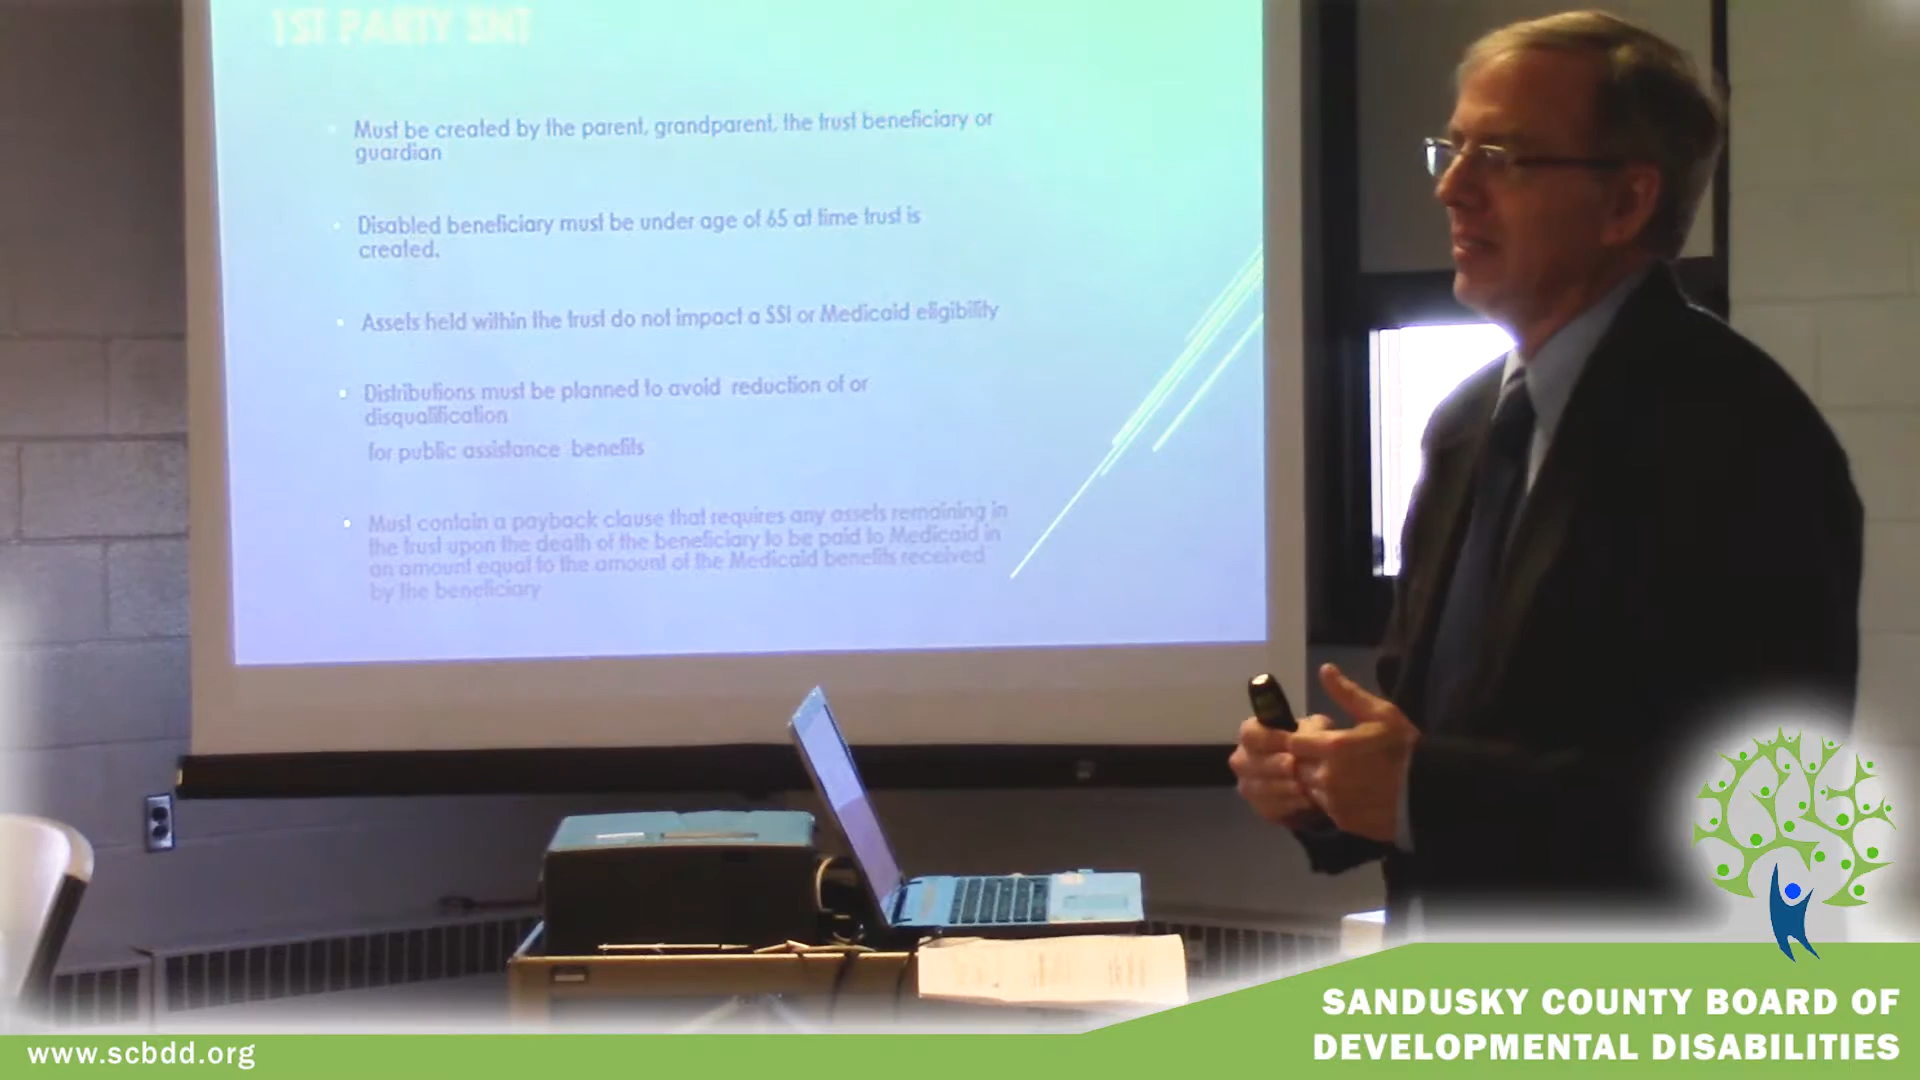 1ST PARTY SNT
Must be created by the parent, grandparent, the trust beneficiary or
guardian
Disabled beneficiary must be under age of 65 at time trust is
created.
Assets held within the trust do not impact a SSI or Medicaid eligibility
Distributions must be planned to avoid reduction of or
disqualification
for public assistance benefits
Must contain a payback clause that requires any assets remaining in
the trust upon the death of the beneficiary to be paid to Medicaid in
an amount equal to the amount of the Medicaid benefits received
by the beneficiary
www.scbdd.org
SANDUSKY COUNTY BOARD OF
DEVELOPMENTAL DISABILITIES